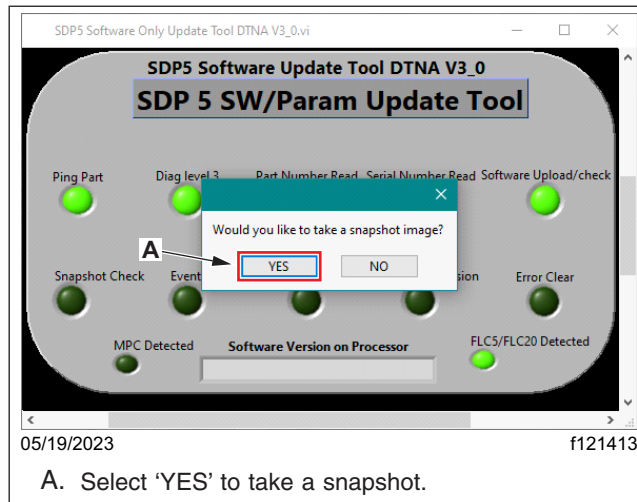 SDP5 Software Only Update Tool DTNA V3_0.vi
SDP5 Software Update Tool DTNA V3_0
SDP 5 SW/Param Update Tool
Ping Part
Diag level 3
Part Number Read
Serial Number Read
Software Upload/check
Would you like to take a snapshot image?
A
YES
NO
Snapshot Check
Event
sion
Error Clear
MPC Detected
Software Version on Processor
FLC5/FLC20 Detected
05/19/2023
f121413
A. Select ‘YES’ to take a snapshot.